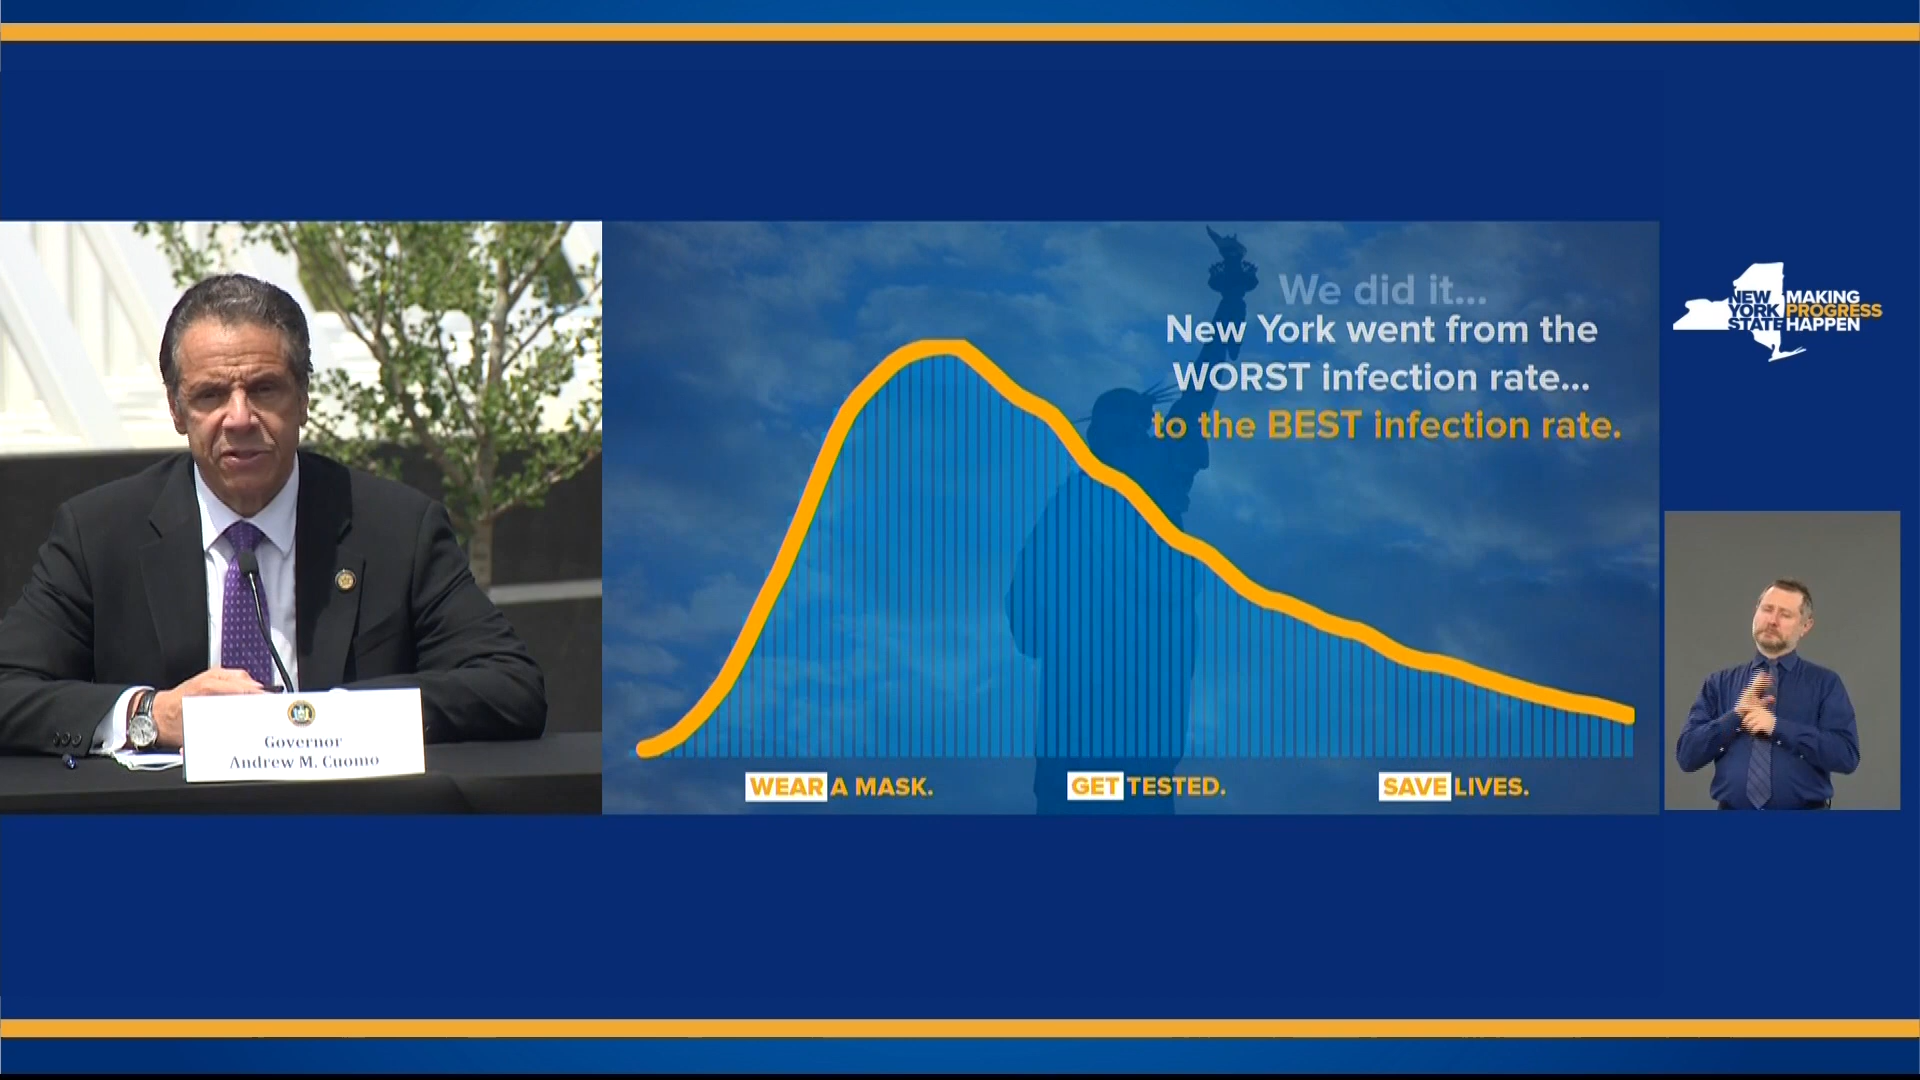 We did it...
New York went from the
WORST infection rate...
to the BEST infection rate.
WEAR A MASK.
GET TESTED.
SAVE LIVES.
Governor
Andrew M. Cuomo
NEW YORK STATE
MAKING PROGRESS HAPPEN